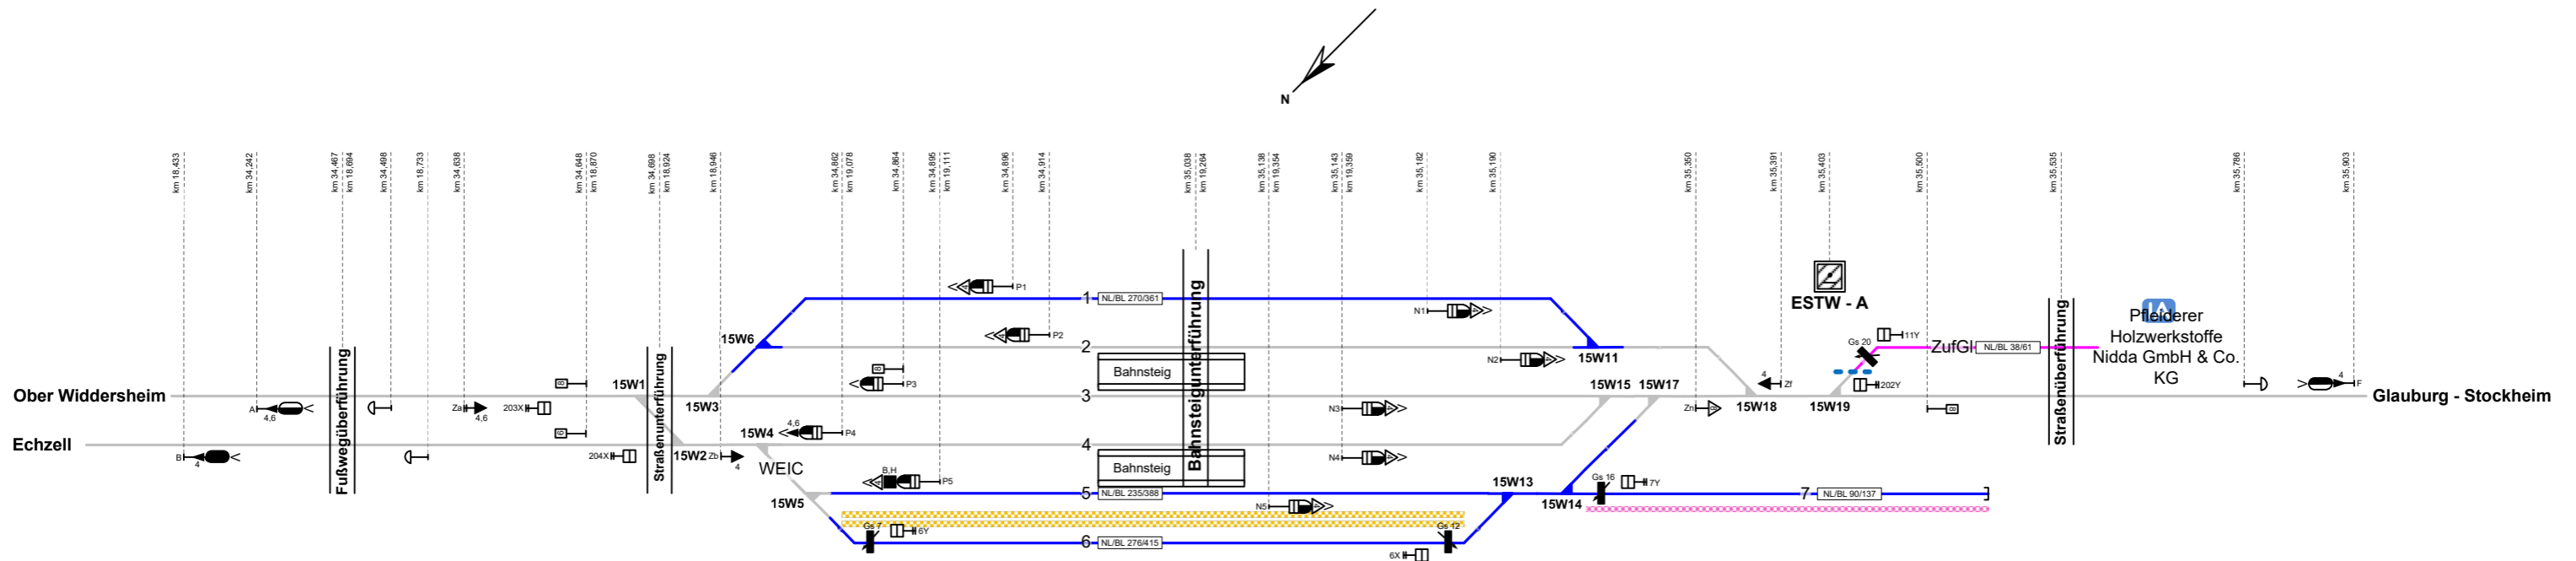 N
km 18,433
km 34,242
km 34,467
km 18,694
km 34,498
km 18,733
km 34,638
km 34,648
km 18,870
km 34,698
km 18,924
km 18,946
km 34,862
km 19,078
km 34,864
km 34,895
km 19,111
km 34,896
km 34,914
km 35,038
km 19,264
km 35,138
km 19,354
km 35,143
km 19,359
km 35,182
km 35,190
km 35,350
km 35,391
km 35,403
km 35,500
km 35,535
km 35,786
km 35,903
P1
1
NL/BL 270/361
N1
ESTW - A
Pfleiderer
Holzwerkstoffe
Nidda GmbH & Co.
KG
15W6
P2
2
N2
15W11
Gs 20
11Y
ZufGl
NL/BL 38/61
Bahnsteig
Ober Widdersheim
A
4,6
Za
4,6
203X
15W1
15W3
P3
3
N3
15W15
15W17
Zn
4
Zf
15W18
15W19
202Y
4
F
Glauburg - Stockheim
Echzell
B
4
204X
15W2
Zb
4
15W4
4,6
P4
4
N4
WEIC
Bahnsteig
15W5
B,H
P5
5
NL/BL 235/388
N5
15W13
15W14
Gs 16
7Y
7
NL/BL 90/137
Gs 7
6Y
6
NL/BL 276/415
Gs 12
6X
Fußwegüberführung
Straßenunterführung
Bahnsteigunterführung
Straßenüberführung